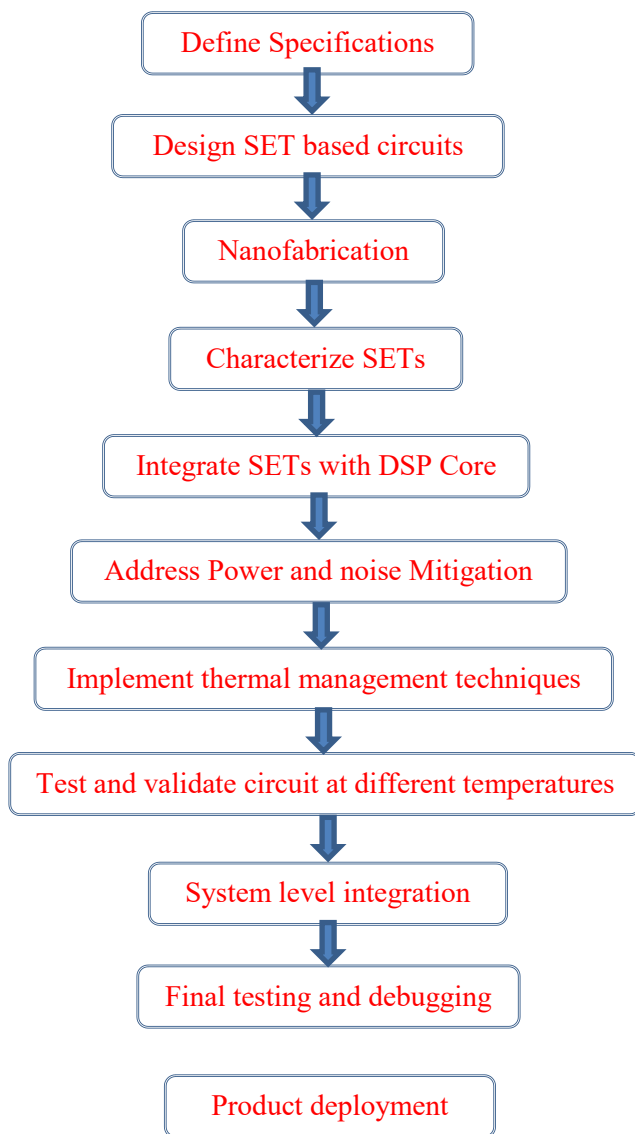 Define Specifications
Design SET based circuits
Nanofabrication
Characterize SETs
Integrate SETs with DSP Core
Address Power and noise Mitigation
Implement thermal management techniques
Test and validate circuit at different temperatures
System level integration
Final testing and debugging
Product deployment